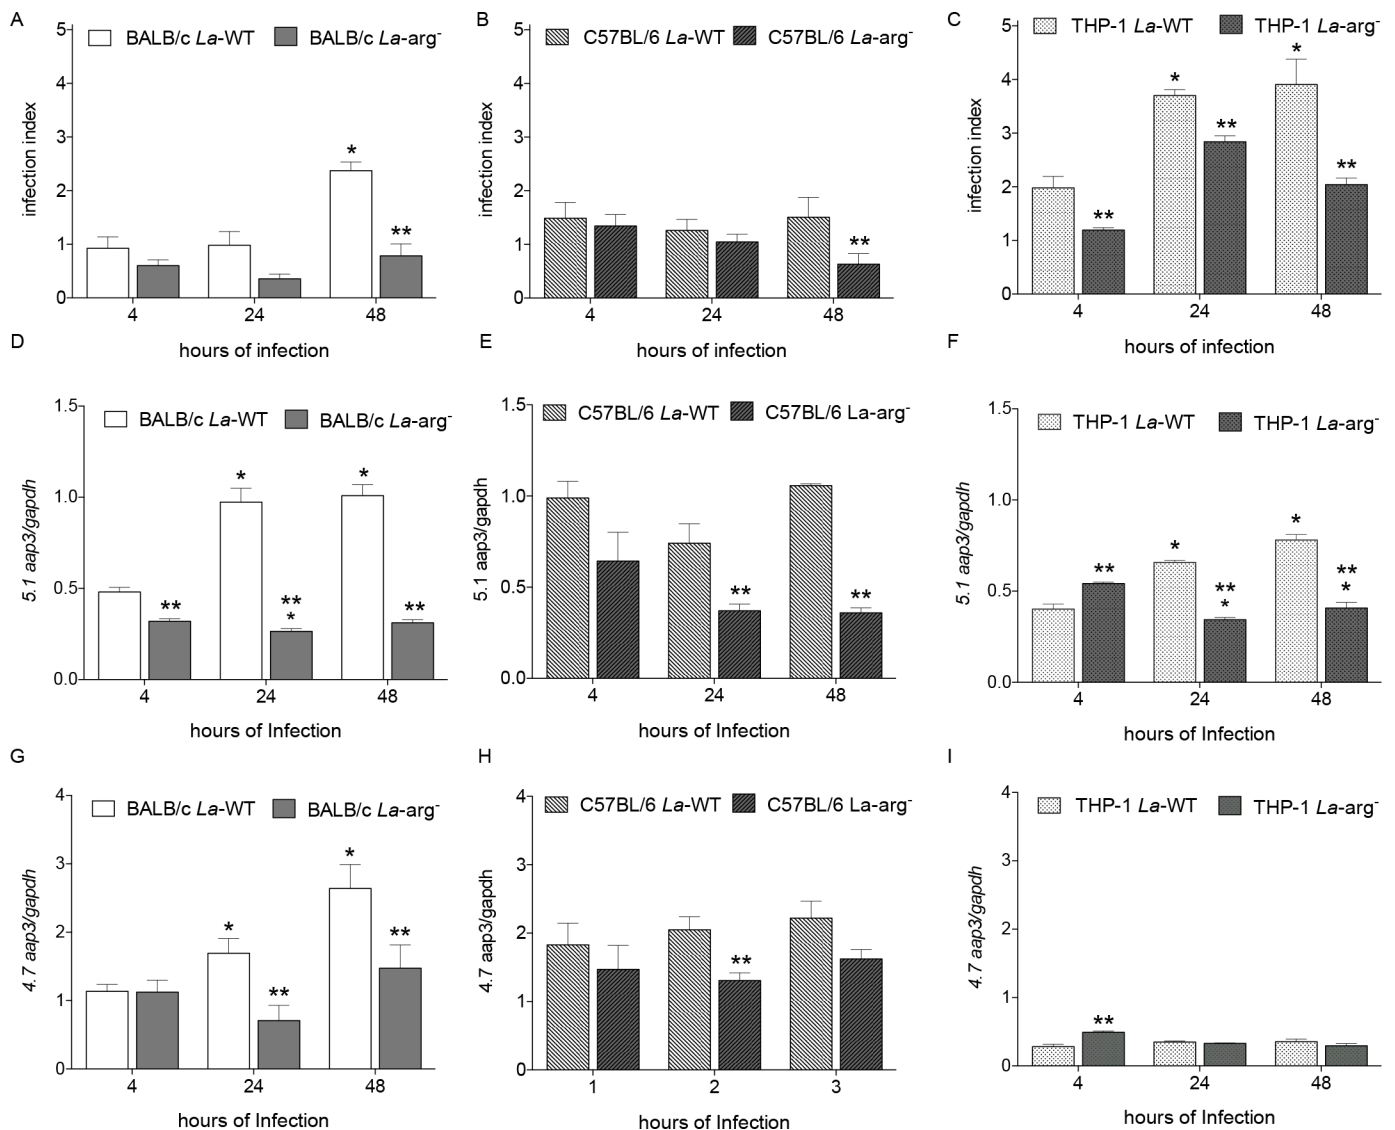 A
BALB/c La-WT BALB/c La-arg⁻
infection index
5
4
3
2
1
0
*
**
4 24 48
hours of infection
B
C57BL/6 La-WT C57BL/6 La-arg⁻
infection index
5
4
3
2
1
0
**
4 24 48
hours of infection
C
THP-1 La-WT THP-1 La-arg⁻
infection index
5
4
3
2
1
0
* *
** ** **
4 24 48
hours of infection
D
BALB/c La-WT BALB/c La-arg⁻
5.1 aap3/gapdh
1.5
1.0
0.5
0.0
* *
** ** **
*
4 24 48
hours of Infection
E
C57BL/6 La-WT C57BL/6 La-arg⁻
5.1 aap3/gapdh
1.5
1.0
0.5
0.0
** **
4 24 48
hours of Infection
F
THP-1 La-WT THP-1 La-arg⁻
5.1 aap3/gapdh
1.5
1.0
0.5
0.0
* *
** ** **
* *
4 24 48
hours of Infection
G
BALB/c La-WT BALB/c La-arg⁻
4.7 aap3/gapdh
4
3
2
1
0
* *
** **
4 24 48
hours of Infection
H
C57BL/6 La-WT C57BL/6 La-arg⁻
4.7 aap3/gapdh
4
3
2
1
0
**
1 2 3
hours of Infection
I
THP-1 La-WT THP-1 La-arg⁻
4.7 aap3/gapdh
4
3
2
1
0
**
4 24 48
hours of Infection